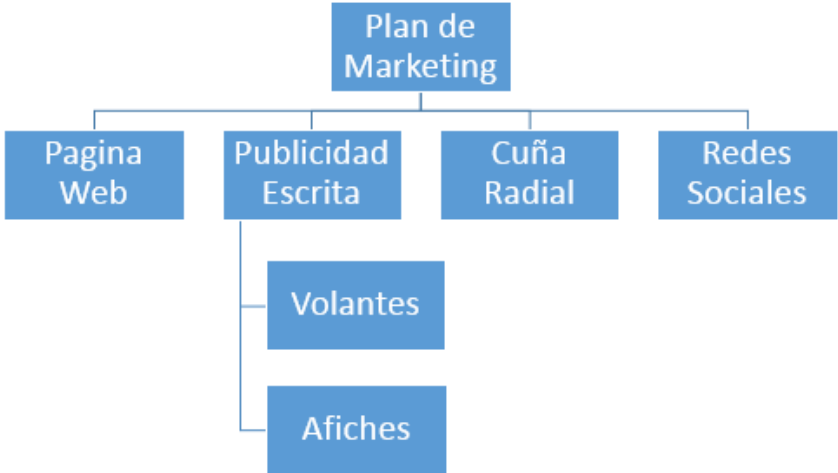 Plan de
Marketing
Pagina
Web
Publicidad
Escrita
Cuña
Radial
Redes
Sociales
Volantes
Afiches